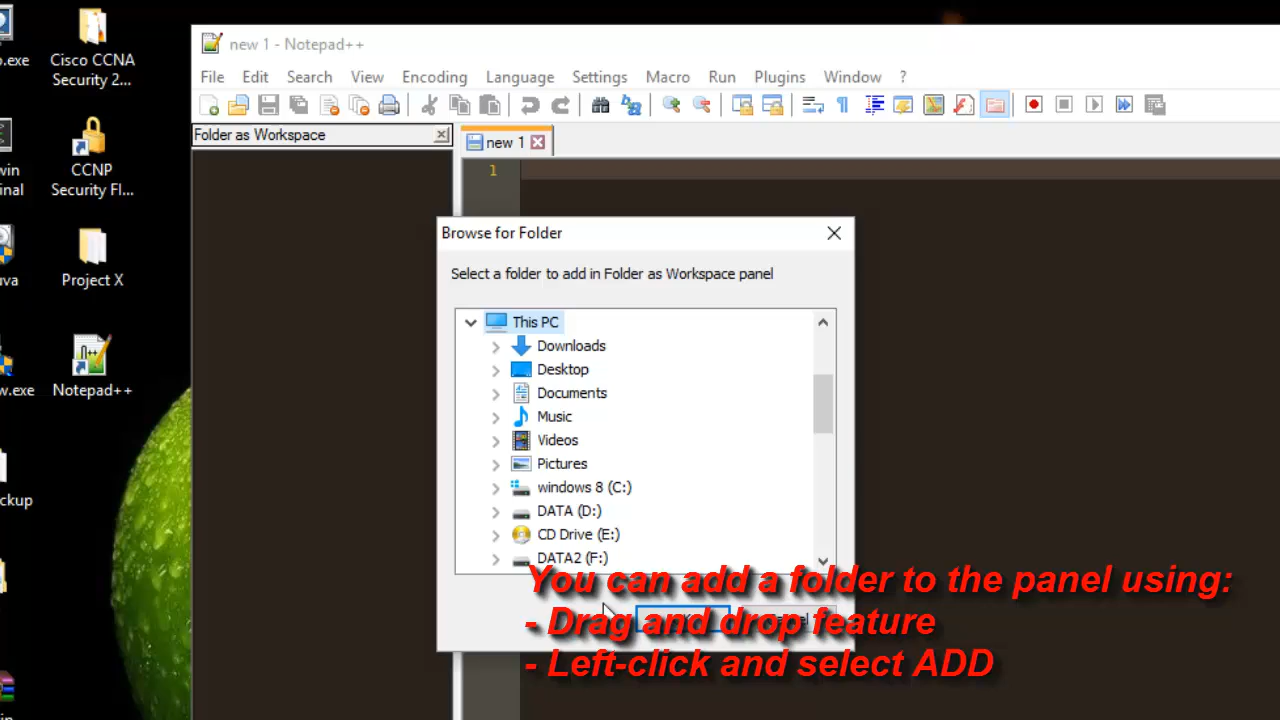 new 1 - Notepad++
File Edit Search View Encoding Language Settings Macro Run Plugins Window ?
Folder as Workspace
new 1
1
.exe
Cisco CCNA
Security 2...
CCNP
Security Fl...
Project X
Notepad++
Browse for Folder
Select a folder to add in Folder as Workspace panel
This PC
Downloads
Desktop
Documents
Music
Videos
Pictures
windows 8 (C:)
DATA (D:)
CD Drive (E:)
DATA2 (F:)
You can add a folder to the panel using:
- Drag and drop feature
- Left-click and select ADD